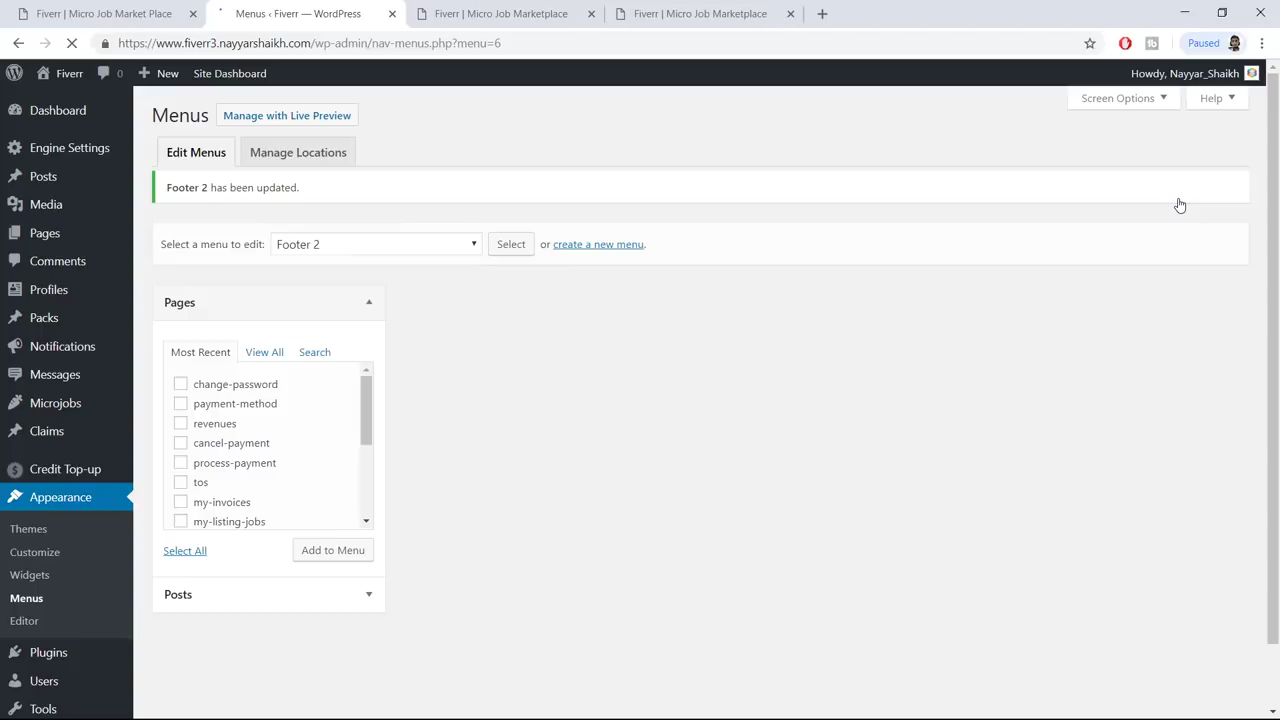 Fiverr | Micro Job Market Place
Menus ‹ Fiverr — WordPress
Fiverr | Micro Job Marketplace
Fiverr | Micro Job Marketplace
https://www.fiverr3.nayyarshaikh.com/wp-admin/nav-menus.php?menu=6
Paused
Fiverr
0
New
Site Dashboard
Howdy, Nayyar_Shaikh
Dashboard
Engine Settings
Posts
Media
Pages
Comments
Profiles
Packs
Notifications
Messages
Microjobs
Claims
Credit Top-up
Appearance
Themes
Customize
Widgets
Menus
Editor
Plugins
Users
Tools
Screen Options
Help
Menus
Manage with Live Preview
Edit Menus
Manage Locations
Footer 2 has been updated.
Select a menu to edit: Footer 2 Select or create a new menu.
Pages
Most Recent View All Search
change-password
payment-method
revenues
cancel-payment
process-payment
tos
my-invoices
my-listing-jobs
Select All
Add to Menu
Posts